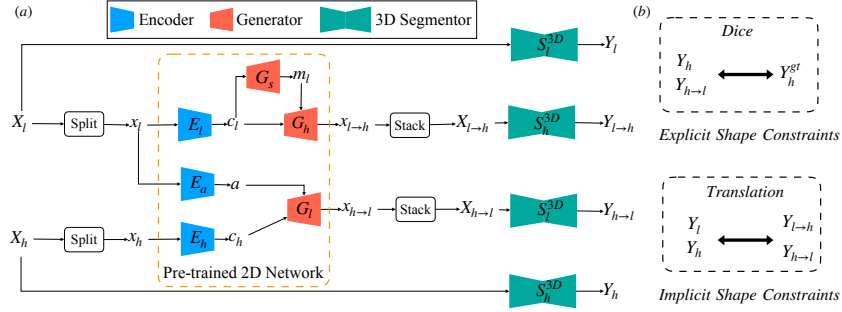 (a)
Encoder
Generator
3D Segmentor
(b)
S_l^{3D}
Y_l
G_s
m_l
X_l
Split
x_l
E_l
c_l
G_h
x_{l→h}
Stack
X_{l→h}
S_h^{3D}
Y_{l→h}
E_a
a
G_l
x_{h→l}
Stack
X_{h→l}
S_l^{3D}
Y_{h→l}
X_h
Split
x_h
E_h
c_h
Pre-trained 2D Network
S_h^{3D}
Y_h
Dice
Y_h
Y_{h→l}
Y_h^{gt}
Explicit Shape Constraints
Translation
Y_l Y_{l→h}
Y_h Y_{h→l}
Implicit Shape Constraints